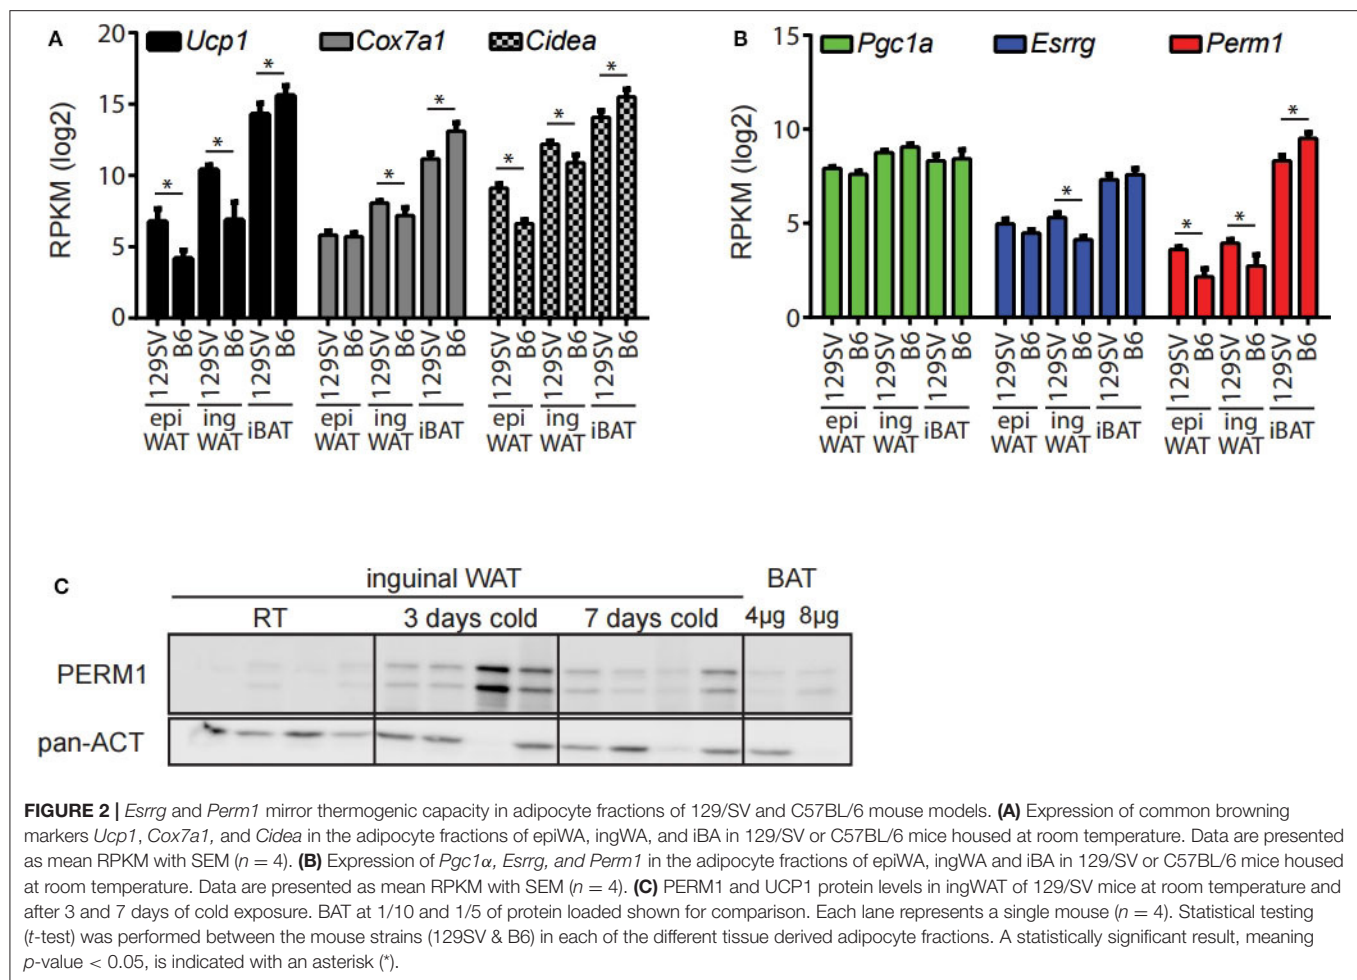 A
Ucp1 Cox7a1 Cidea
RPKM (log2)
20
15
10
5
0
* * * * * * * *
129SV B6 129SV B6 129SV B6 129SV B6 129SV B6 129SV B6 129SV B6 129SV B6 129SV B6
epi ing iBAT epi ing iBAT epi ing iBAT
WAT WAT WAT WAT WAT WAT
B
Pgc1a Esrrg Perm1
RPKM (log2)
15
10
5
0
* * * *
129SV B6 129SV B6 129SV B6 129SV B6 129SV B6 129SV B6 129SV B6 129SV B6 129SV B6
epi ing iBAT epi ing iBAT epi ing iBAT
WAT WAT WAT WAT WAT WAT
C
inguinal WAT BAT
RT 3 days cold 7 days cold 4µg 8µg
PERM1
pan-ACT
FIGURE 2 | Esrrg and Perm1 mirror thermogenic capacity in adipocyte fractions of 129/SV and C57BL/6 mouse models. (A) Expression of common browning
markers Ucp1, Cox7a1, and Cidea in the adipocyte fractions of epiWA, ingWA, and iBA in 129/SV or C57BL/6 mice housed at room temperature. Data are presented
as mean RPKM with SEM (n = 4). (B) Expression of Pgc1α, Esrrg, and Perm1 in the adipocyte fractions of epiWA, ingWA and iBA in 129/SV or C57BL/6 mice housed
at room temperature. Data are presented as mean RPKM with SEM (n = 4). (C) PERM1 and UCP1 protein levels in ingWAT of 129/SV mice at room temperature and
after 3 and 7 days of cold exposure. BAT at 1/10 and 1/5 of protein loaded shown for comparison. Each lane represents a single mouse (n = 4). Statistical testing
(t-test) was performed between the mouse strains (129SV & B6) in each of the different tissue derived adipocyte fractions. A statistically significant result, meaning
p-value < 0.05, is indicated with an asterisk (*).